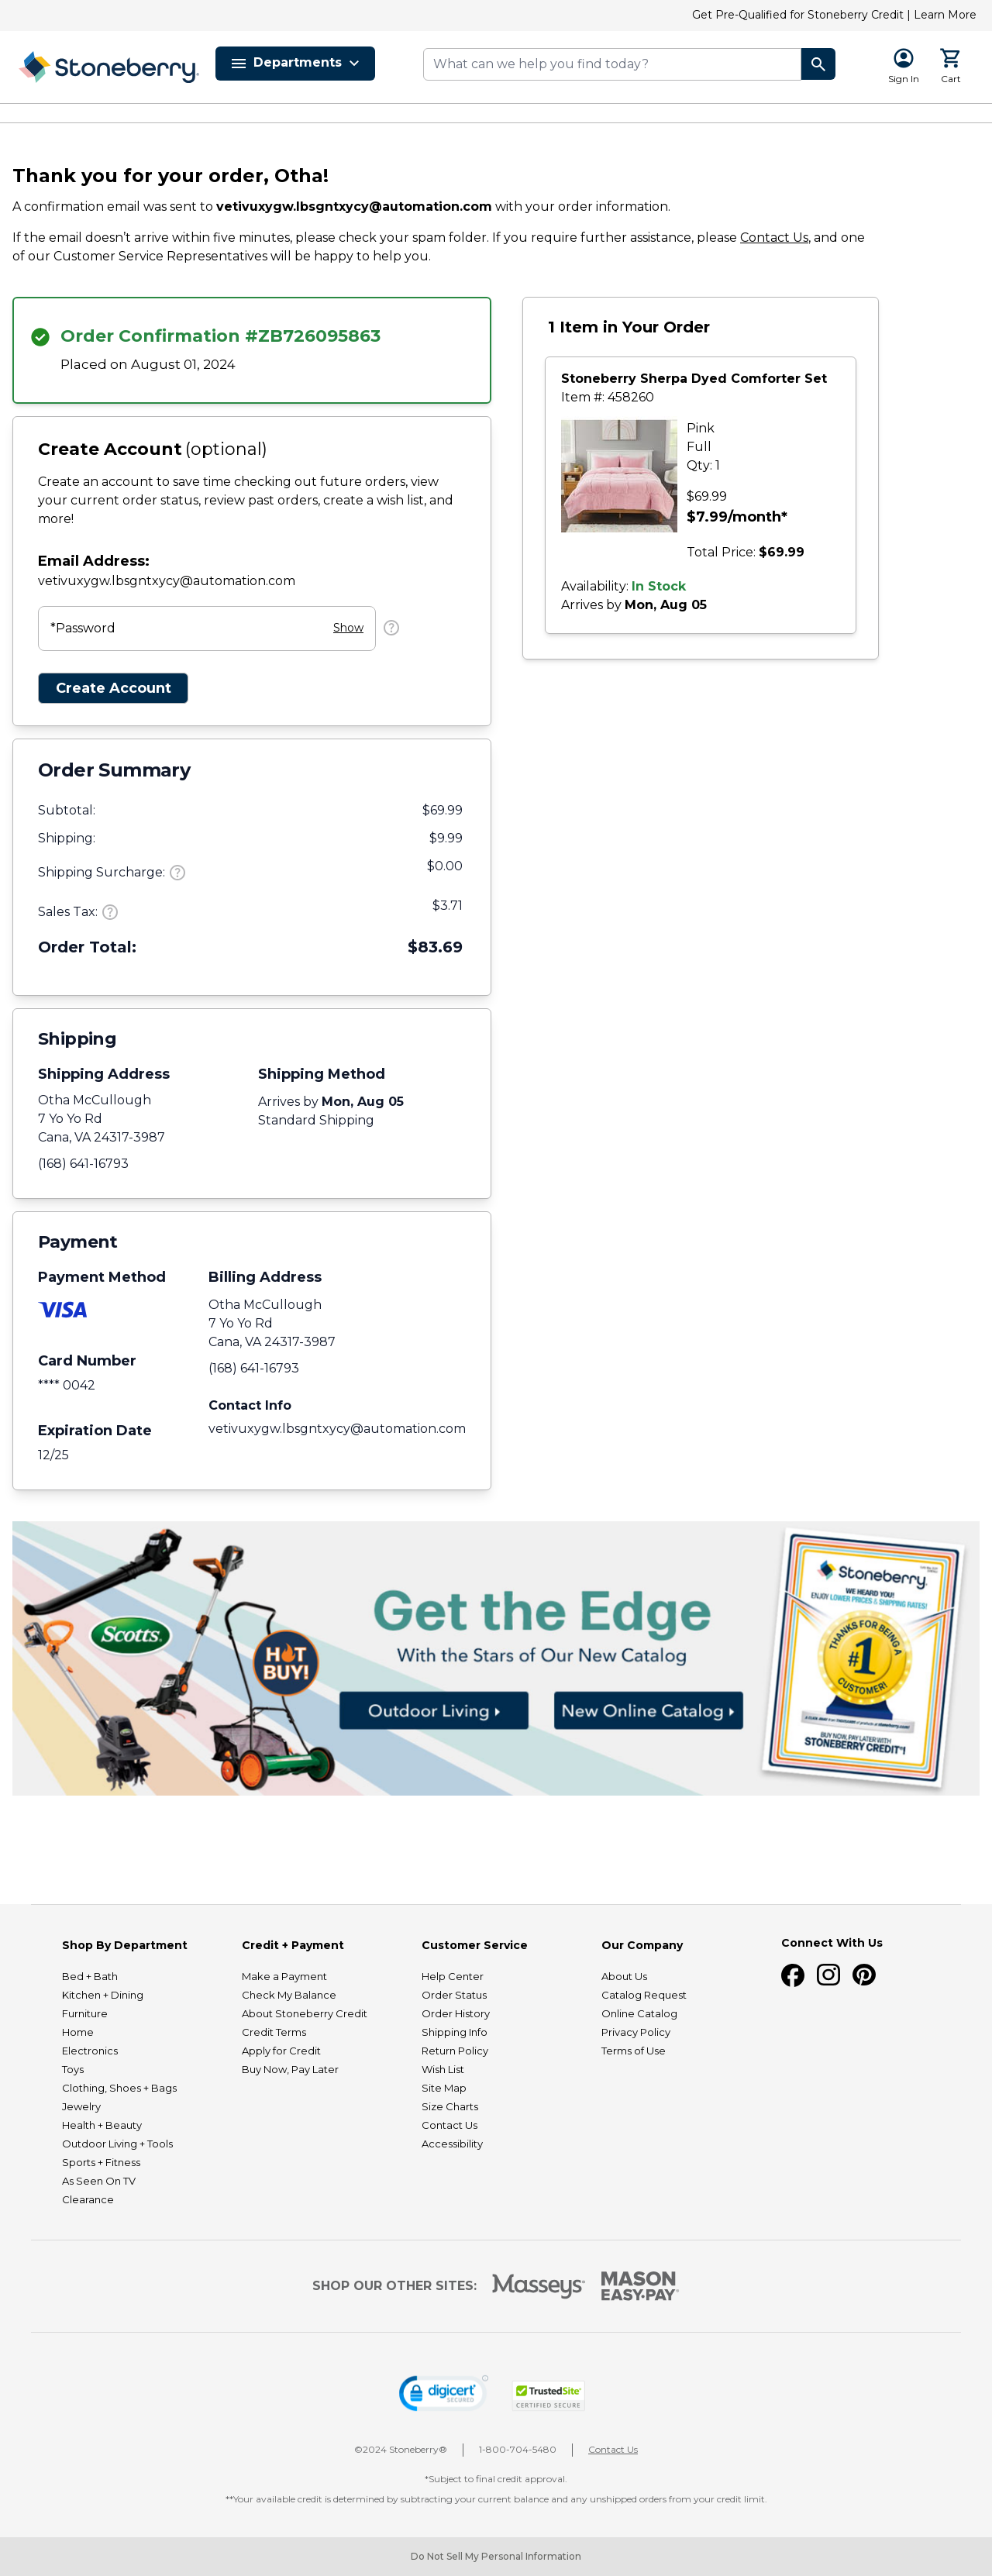 Get Pre-Qualified for Stoneberry Credit | Learn More
Stoneberry.
Departments
What can we help you find today?
Sign In
Cart
Thank you for your order, Otha!
A confirmation email was sent to vetivuxygw.lbsgntxycy@automation.com with your order information.
If the email doesn’t arrive within five minutes, please check your spam folder. If you require further assistance, please Contact Us, and one
of our Customer Service Representatives will be happy to help you.
Order Confirmation #ZB726095863
Placed on August 01, 2024
Create Account (optional)
Create an account to save time checking out future orders, view
your current order status, review past orders, create a wish list, and
more!
Email Address:
vetivuxygw.lbsgntxycy@automation.com
*Password
Show
?
Create Account
Order Summary
Subtotal: $69.99
Shipping: $9.99
Shipping Surcharge: ? $0.00
Sales Tax: ? $3.71
Order Total: $83.69
Shipping
Shipping Address
Otha McCullough
7 Yo Yo Rd
Cana, VA 24317-3987
(168) 641-16793
Shipping Method
Arrives by Mon, Aug 05
Standard Shipping
Payment
Payment Method
VISA
Card Number
**** 0042
Expiration Date
12/25
Billing Address
Otha McCullough
7 Yo Yo Rd
Cana, VA 24317-3987
(168) 641-16793
Contact Info
vetivuxygw.lbsgntxycy@automation.com
1 Item in Your Order
Stoneberry Sherpa Dyed Comforter Set
Item #: 458260
Pink
Full
Qty: 1
$69.99
$7.99/month*
Total Price: $69.99
Availability: In Stock
Arrives by Mon, Aug 05
Scotts
HOT
BUY!
Get the Edge
With the Stars of Our New Catalog
Outdoor Living
New Online Catalog
Stoneberry.
WE HEARD YOU!
ENJOY LOWER PRICES & SHIPPING RATES!
THANKS FOR BEING A
#1
CUSTOMER!
BUY NOW, PAY LATER WITH
STONEBERRY CREDIT*!
Shop By Department
Bed + Bath
Kitchen + Dining
Furniture
Home
Electronics
Toys
Clothing, Shoes + Bags
Jewelry
Health + Beauty
Outdoor Living + Tools
Sports + Fitness
As Seen On TV
Clearance
Credit + Payment
Make a Payment
Check My Balance
About Stoneberry Credit
Credit Terms
Apply for Credit
Buy Now, Pay Later
Customer Service
Help Center
Order Status
Order History
Shipping Info
Return Policy
Wish List
Site Map
Size Charts
Contact Us
Accessibility
Our Company
About Us
Catalog Request
Online Catalog
Privacy Policy
Terms of Use
Connect With Us
SHOP OUR OTHER SITES:
Masseys
MASON
EASY•PAY
digicert
SECURED
TrustedSite
CERTIFIED SECURE
©2024 Stoneberry®
1-800-704-5480
Contact Us
*Subject to final credit approval.
**Your available credit is determined by subtracting your current balance and any unshipped orders from your credit limit.
Do Not Sell My Personal Information